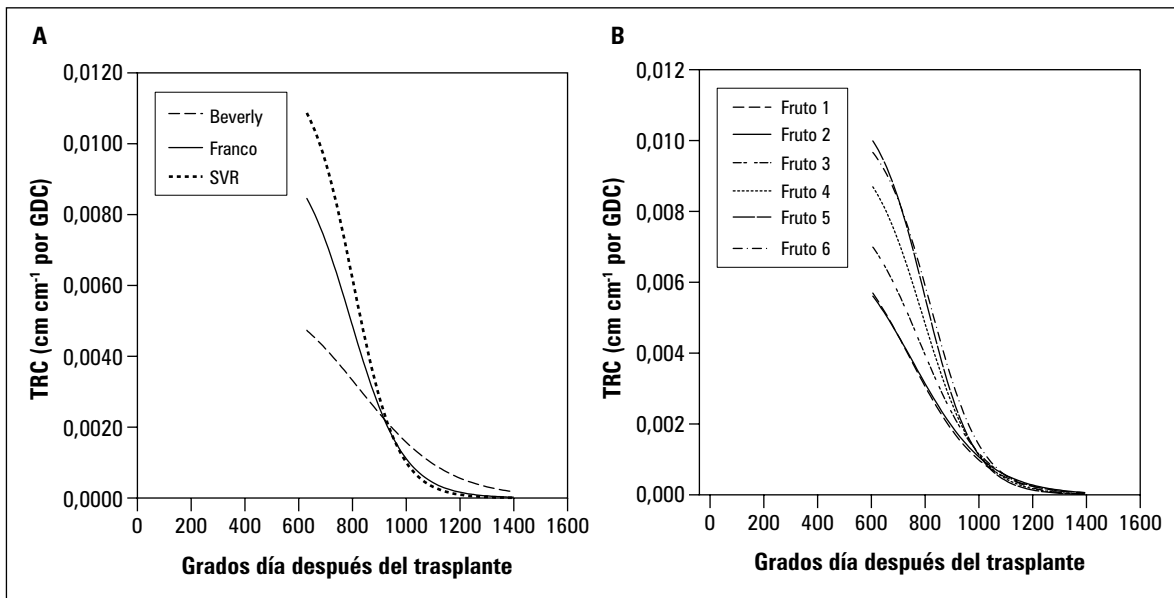 A
0,0120
0,0100
0,0080
0,0060
0,0040
0,0020
0,0000
TRC (cm cm⁻¹ por GDC)
Beverly
Franco
SVR
0 200 400 600 800 1000 1200 1400 1600
Grados día después del trasplante
B
0,012
0,010
0,008
0,006
0,004
0,002
0,000
TRC (cm cm⁻¹ por GDC)
Fruto 1
Fruto 2
Fruto 3
Fruto 4
Fruto 5
Fruto 6
0 200 400 600 800 1000 1200 1400 1600
Grados día después del trasplante